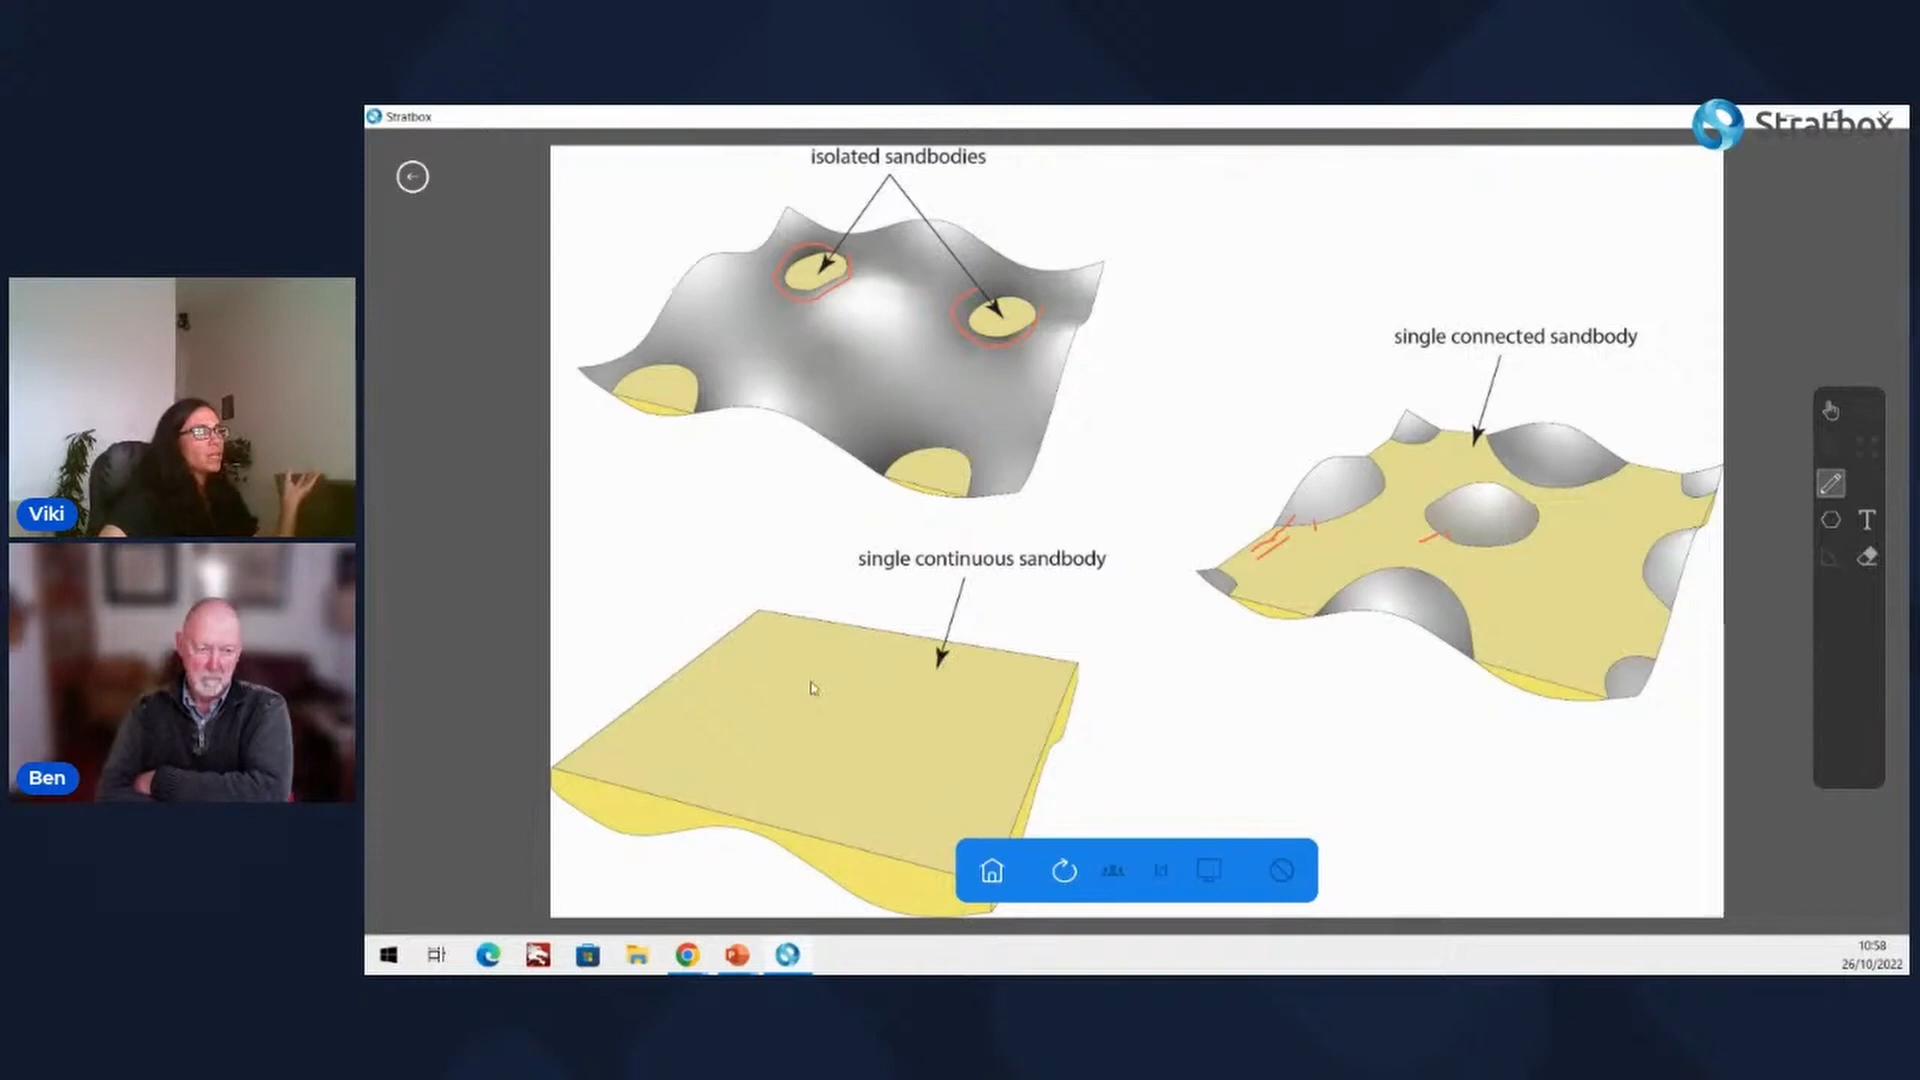 Stratbox
Stratbox
isolated sandbodies
single connected sandbody
single continuous sandbody
Viki
Ben
T
10:58
26/10/2022